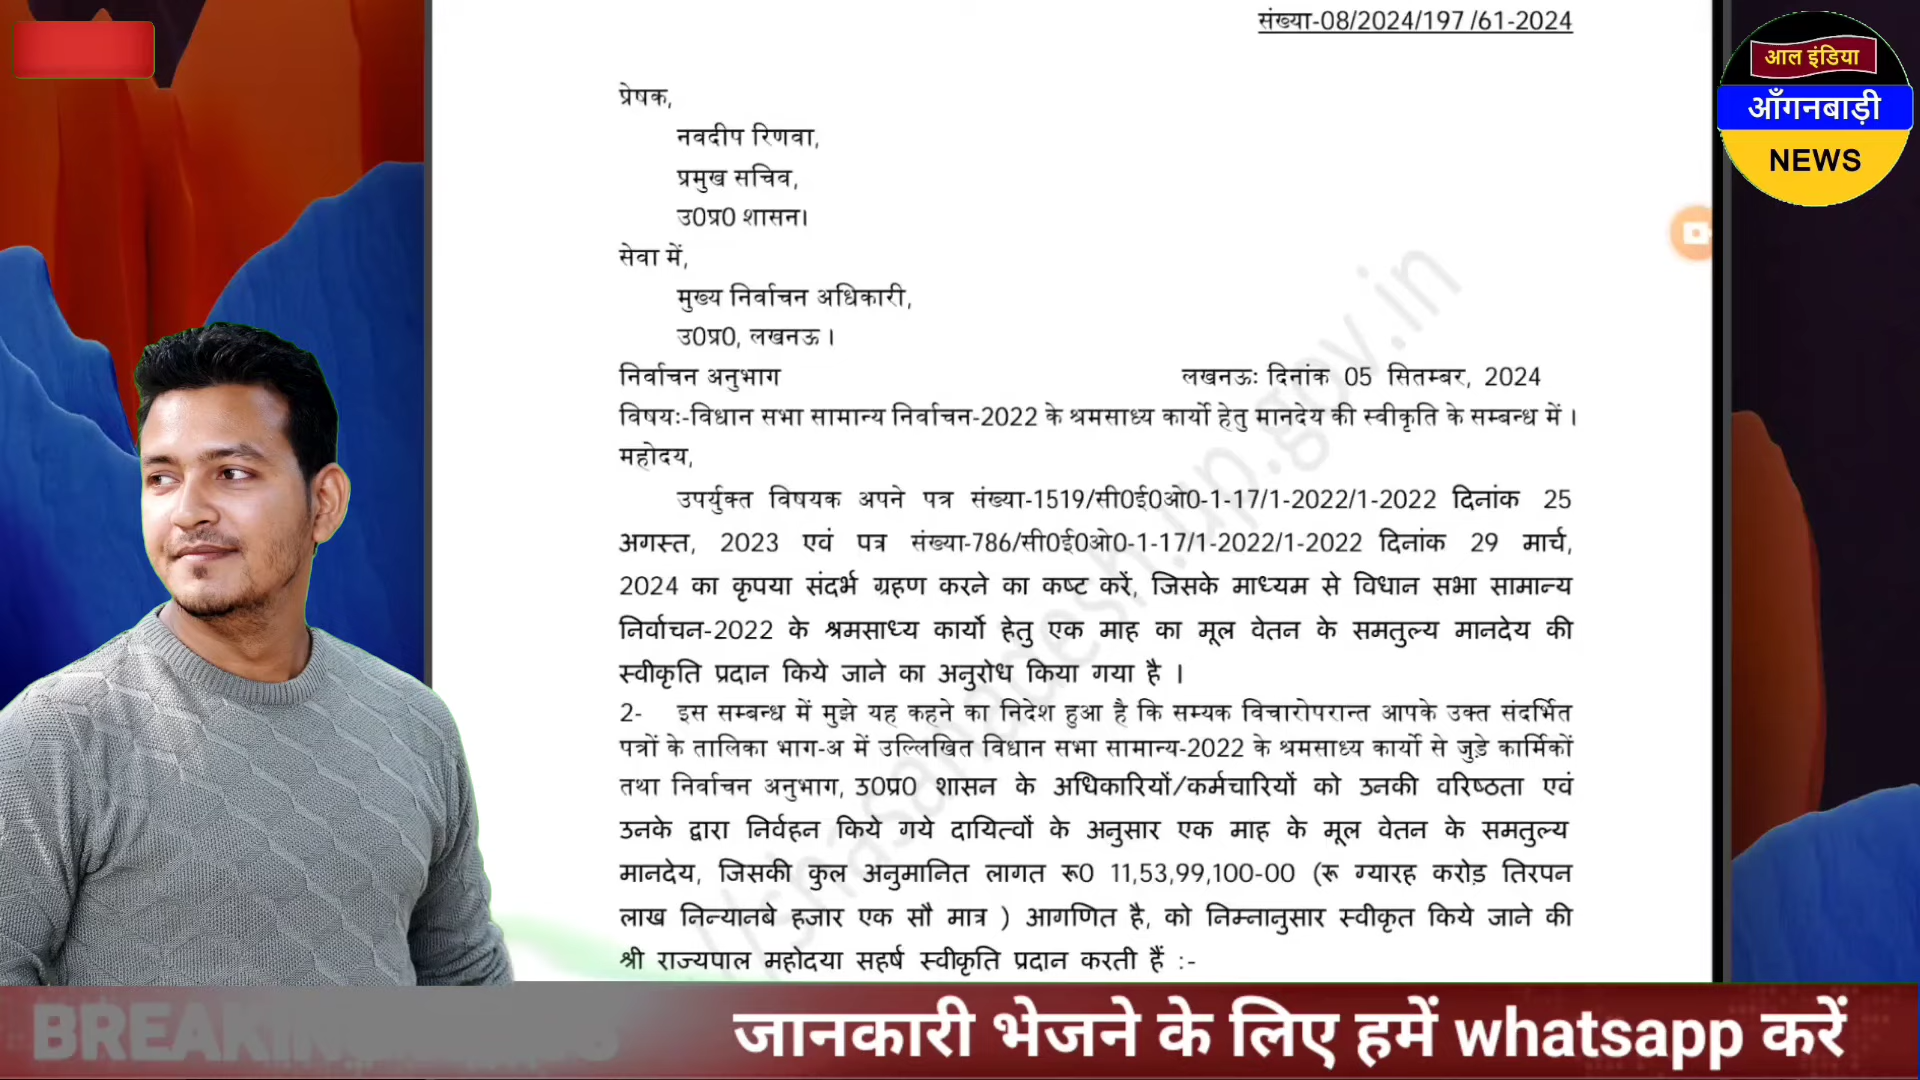 संख्या-08/2024/197 /61-2024
आल इंडिया
आँगनबाड़ी
NEWS
प्रेषक,
नवदीप रिणवा,
प्रमुख सचिव,
उ0प्र0 शासन।
सेवा में,
मुख्य निर्वाचन अधिकारी,
उ0प्र0, लखनऊ ।
निर्वाचन अनुभाग लखनऊः दिनांक 05 सितम्बर, 2024
विषयः-विधान सभा सामान्य निर्वाचन-2022 के श्रमसाध्य कार्यो हेतु मानदेय की स्वीकृति के सम्बन्ध में ।
महोदय,
उपर्युक्त विषयक अपने पत्र संख्या-1519/सी0ई0ओ0-1-17/1-2022/1-2022 दिनांक 25
अगस्त, 2023 एवं पत्र संख्या-786/सी0ई0ओ0-1-17/1-2022/1-2022 दिनांक 29 मार्च,
2024 का कृपया संदर्भ ग्रहण करने का कष्ट करें, जिसके माध्यम से विधान सभा सामान्य
निर्वाचन-2022 के श्रमसाध्य कार्यो हेतु एक माह का मूल वेतन के समतुल्य मानदेय की
स्वीकृति प्रदान किये जाने का अनुरोध किया गया है ।
2- इस सम्बन्ध में मुझे यह कहने का निदेश हुआ है कि सम्यक विचारोपरान्त आपके उक्त संदर्भित
पत्रों के तालिका भाग-अ में उल्लिखित विधान सभा सामान्य-2022 के श्रमसाध्य कार्यो से जुड़े कार्मिकों
तथा निर्वाचन अनुभाग, उ0प्र0 शासन के अधिकारियों/कर्मचारियों को उनकी वरिष्ठता एवं
उनके द्वारा निर्वहन किये गये दायित्वों के अनुसार एक माह के मूल वेतन के समतुल्य
मानदेय, जिसकी कुल अनुमानित लागत रू0 11,53,99,100-00 (रू ग्यारह करोड़ तिरपन
लाख निन्यानबे हजार एक सौ मात्र ) आगणित है, को निम्नानुसार स्वीकृत किये जाने की
श्री राज्यपाल महोदया सहर्ष स्वीकृति प्रदान करती हैं :-
//shasanadesh.up.gov.in
जानकारी भेजने के लिए हमें whatsapp करें